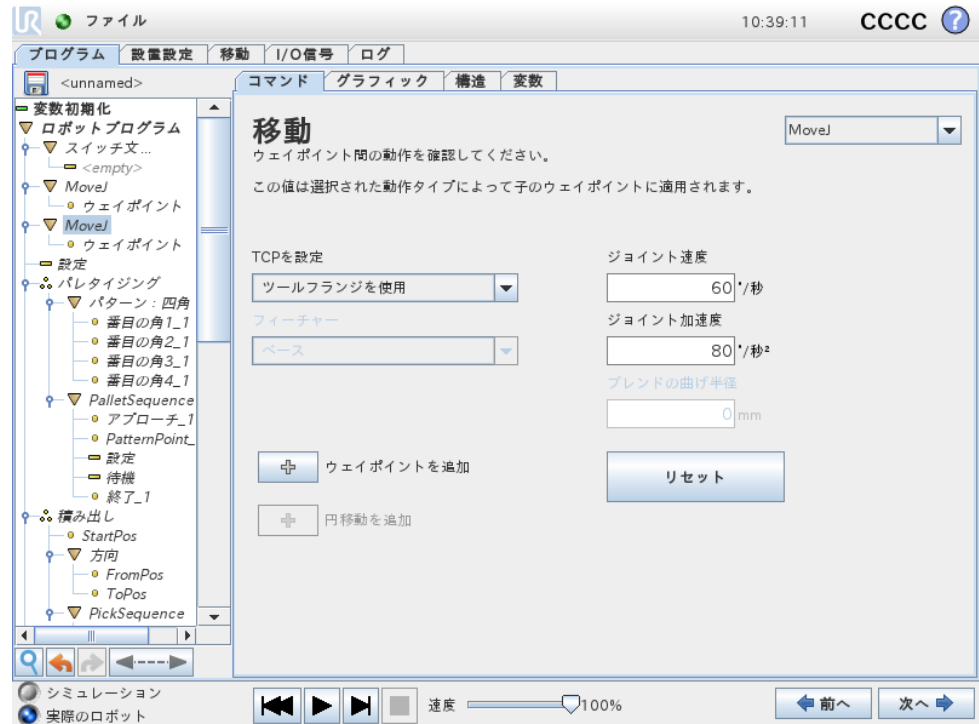 UR ファイル 10:39:11 CCCC ?
プログラム 設置設定 移動 I/O信号 ログ
<unnamed>
コマンド グラフィック 構造 変数
変数初期化
ロボットプログラム
スイッチ文...
<empty>
MoveJ
ウェイポイント
MoveJ
ウェイポイント
設定
パレタイジング
パターン：四角
番目の角1_1
番目の角2_1
番目の角3_1
番目の角4_1
PalletSequence
アプローチ_1
PatternPoint_
設定
待機
終了_1
積み出し
StartPos
方向
FromPos
ToPos
PickSequence
移動
MoveJ
ウェイポイント間の動作を確認してください。
この値は選択された動作タイプによって子のウェイポイントに適用されます。
TCPを設定
ツールフランジを使用
フィーチャー
ベース
ジョイント速度
60 °/秒
ジョイント加速度
80 °/秒²
ブレンドの曲げ半径
0 mm
ウェイポイントを追加
リセット
円移動を追加
シミュレーション
実際のロボット
速度 100%
前へ 次へ